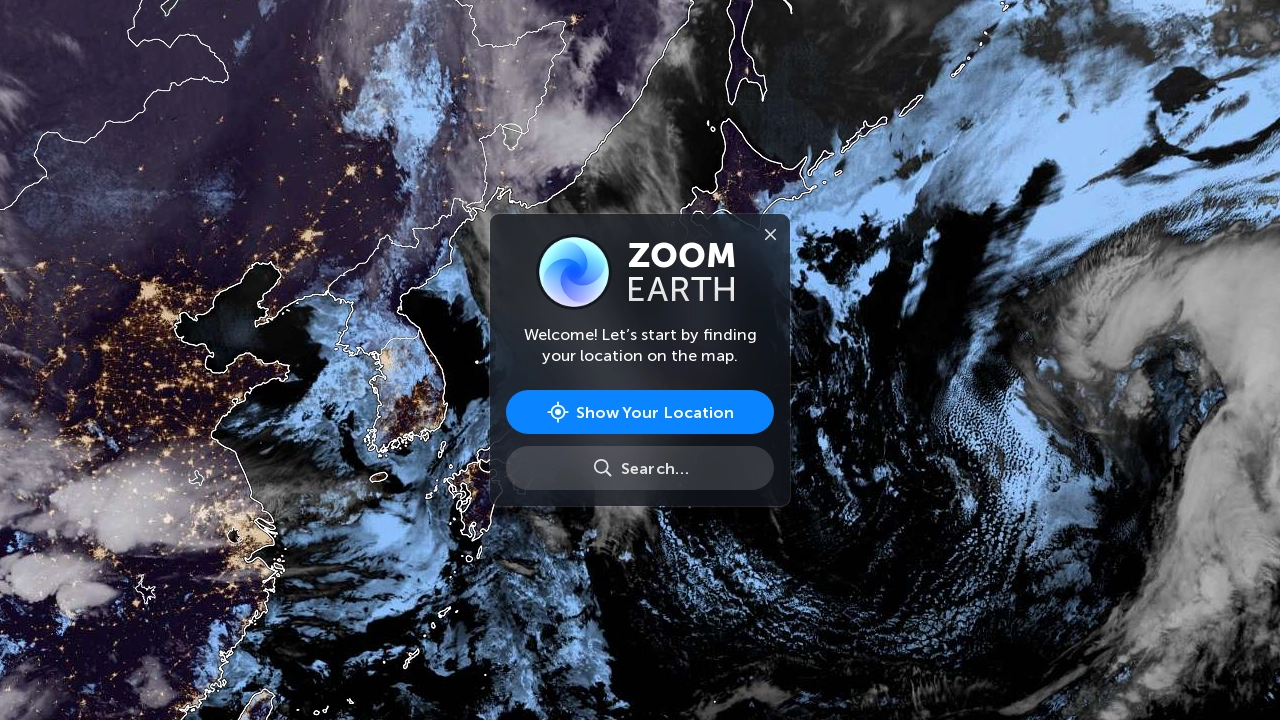 ZOOM
EARTH
Welcome! Let’s start by finding
your location on the map.
Show Your Location
Search...